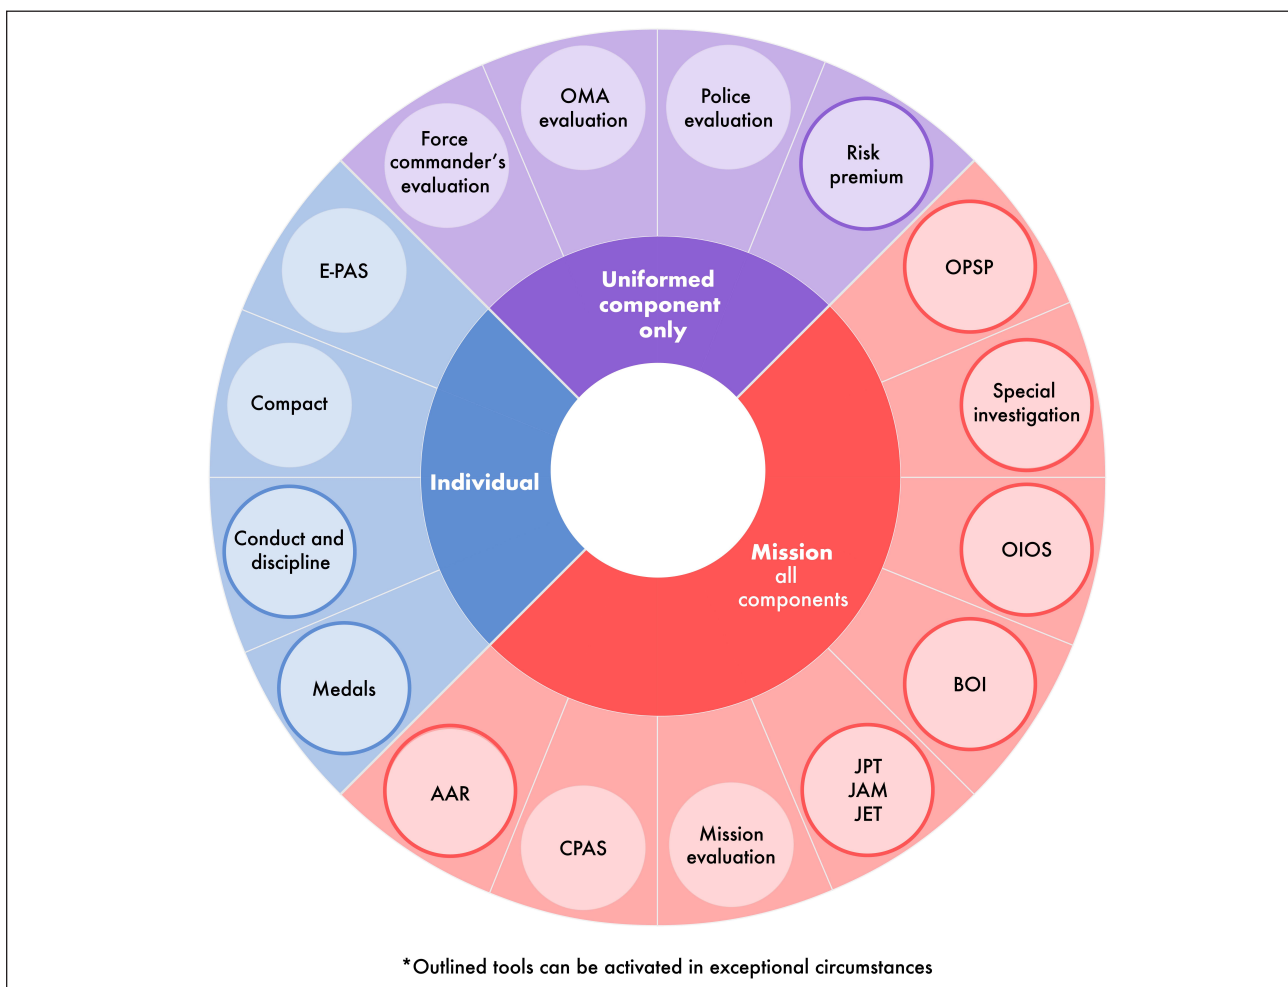 OMA
evaluation
Police
evaluation
Force
commander's
evaluation
Risk
premium
E-PAS
OPSP
Uniformed
component
only
Compact
Special
investigation
Individual
Conduct and
discipline
OIOS
Mission
all
components
Medals
BOI
AAR
JPT
JAM
JET
CPAS
Mission
evaluation
*Outlined tools can be activated in exceptional circumstances